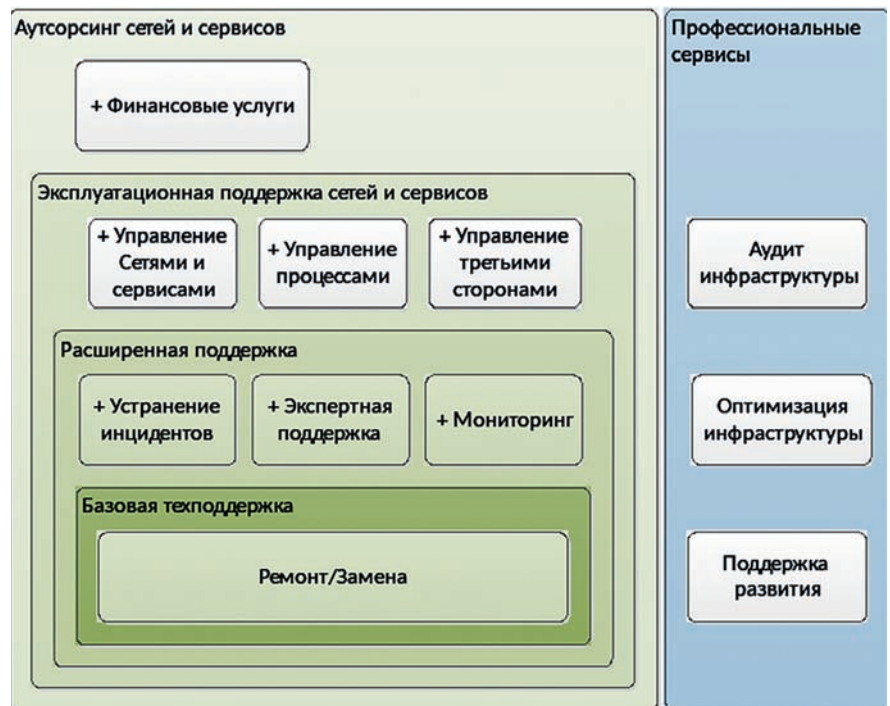 Аутсорсинг сетей и сервисов
+ Финансовые услуги
Эксплуатационная поддержка сетей и сервисов
+ Управление
Сетями и
сервисами
+ Управление
процессами
+ Управление
третьими
сторонами
Расширенная поддержка
+ Устранение
инцидентов
+ Экспертная
поддержка
+ Мониторинг
Базовая техподдержка
Ремонт/Замена
Профессиональные
сервисы
Аудит
инфраструктуры
Оптимизация
инфраструктуры
Поддержка
развития